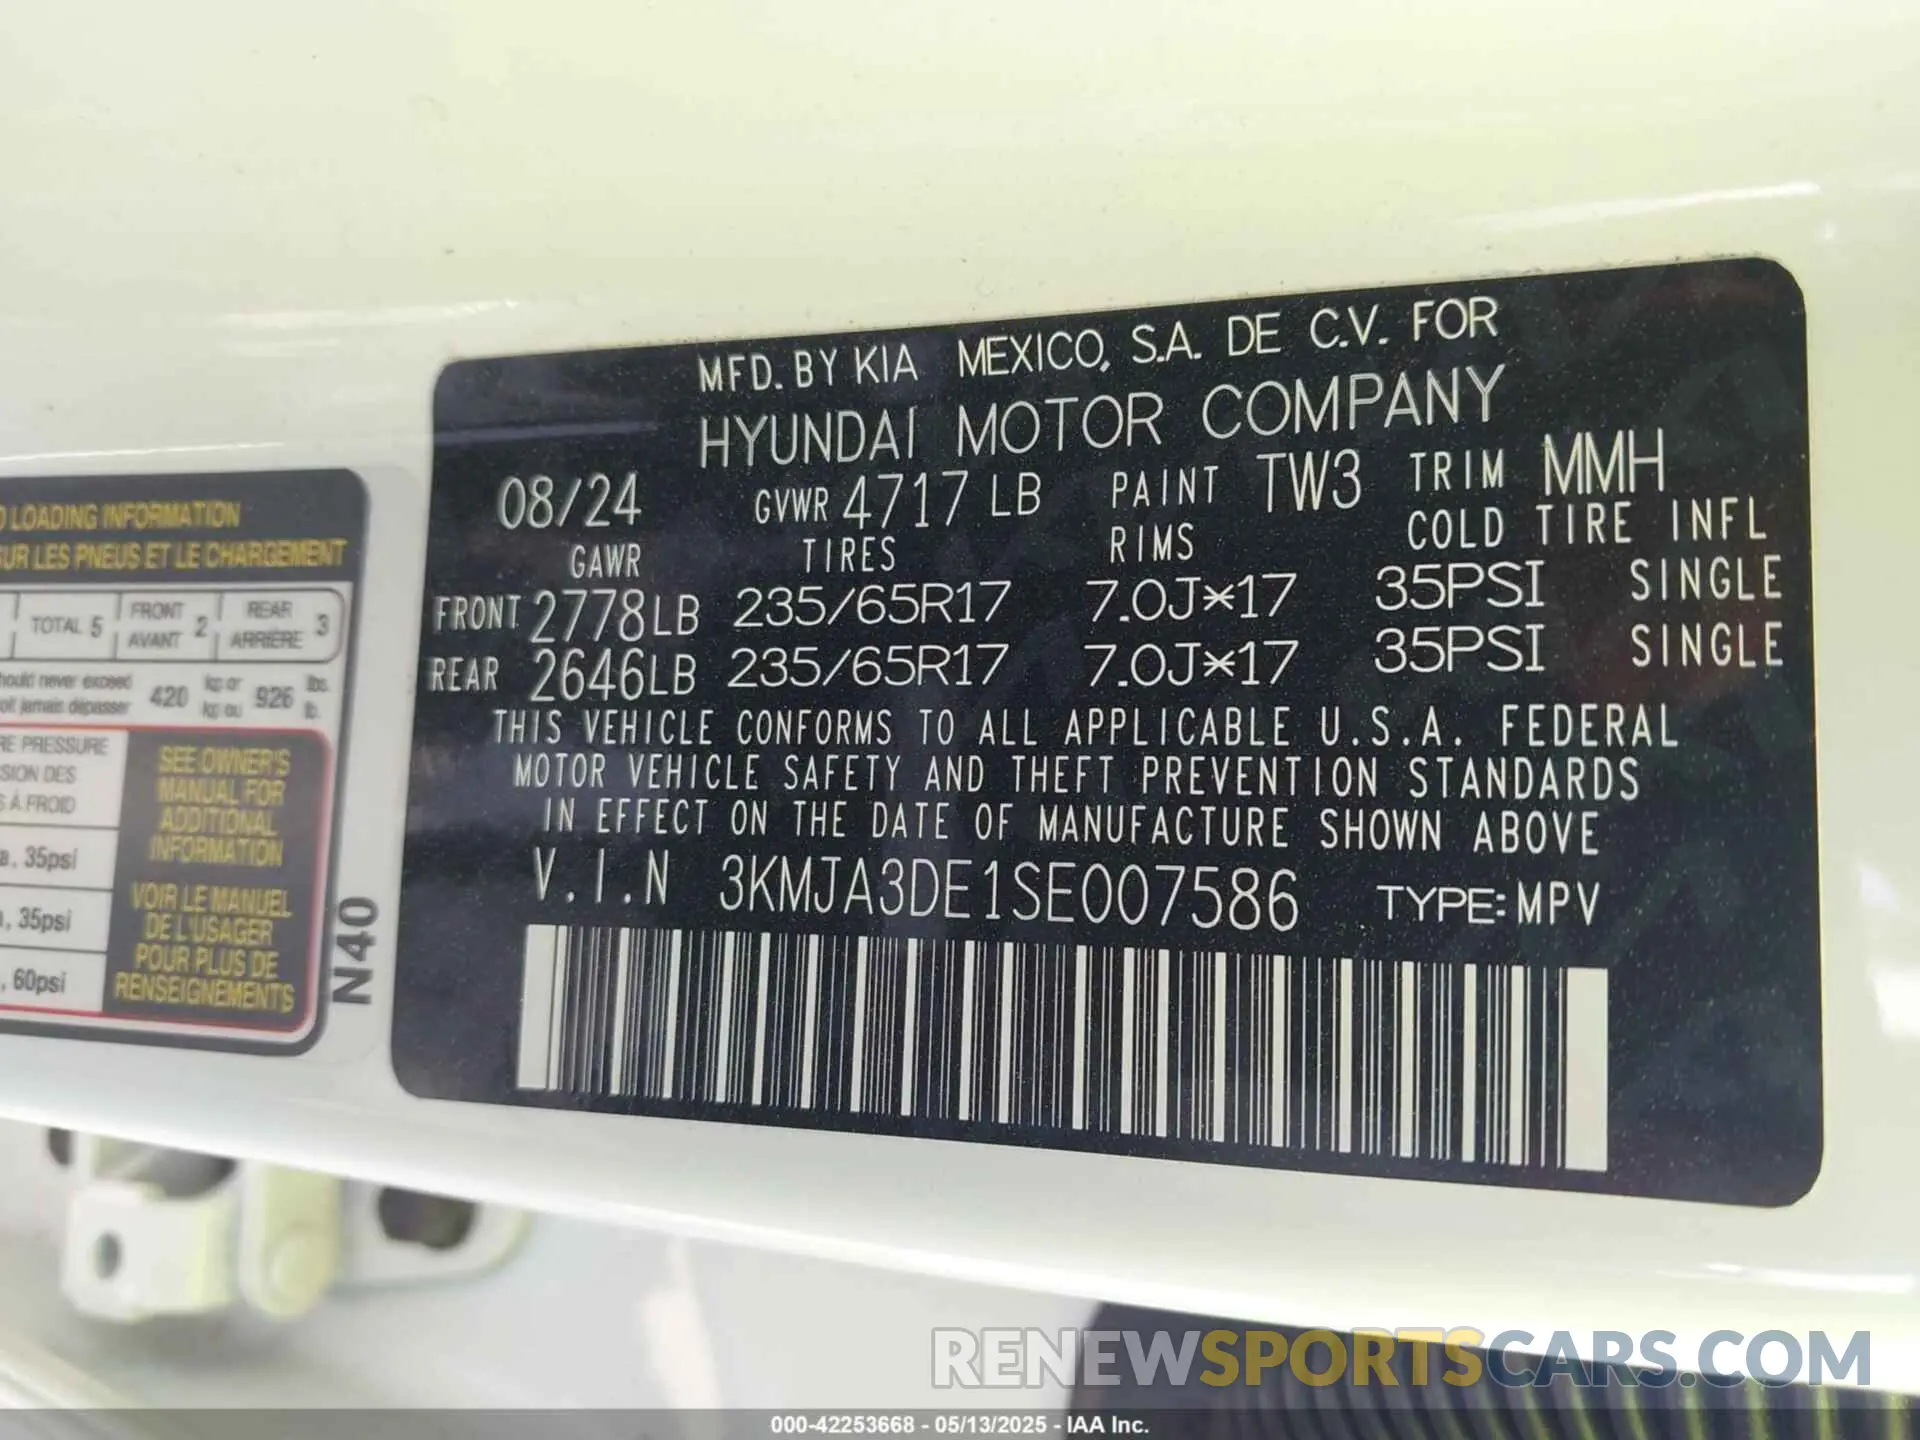 MFD. BY KIA MEXICO, S.A. DE C.V. FOR
HYUNDAI MOTOR COMPANY
08/24 GVWR 4717 LB PAINT TW3 TRIM MMH
GAWR TIRES RIMS COLD TIRE INFL
FRONT 2778LB 235/65R17 7.0J*17 35PSI SINGLE
REAR 2646LB 235/65R17 7.0J*17 35PSI SINGLE
THIS VEHICLE CONFORMS TO ALL APPLICABLE U.S.A. FEDERAL
MOTOR VEHICLE SAFETY AND THEFT PREVENTION STANDARDS
IN EFFECT ON THE DATE OF MANUFACTURE SHOWN ABOVE
V.I.N 3KMJA3DE1SE007586 TYPE: MPV
LOADING INFORMATION
SUR LES PNEUS ET LE CHARGEMENT
TOTAL 5 FRONT AVANT 2 REAR ARRIÈRE 3
should never exceed 420 kg or 926 lbs.
doit jamais dépasser kg ou lb.
PRESSURE
DES
À FROID
35psi
35psi
60psi
SEE OWNER'S
MANUAL FOR
ADDITIONAL
INFORMATION
VOIR LE MANUEL
DE L'USAGER
POUR PLUS DE
RENSEIGNEMENTS
N40
RENEWSPORTSCARS.COM
000-42253668 - 05/13/2025 - IAA Inc.